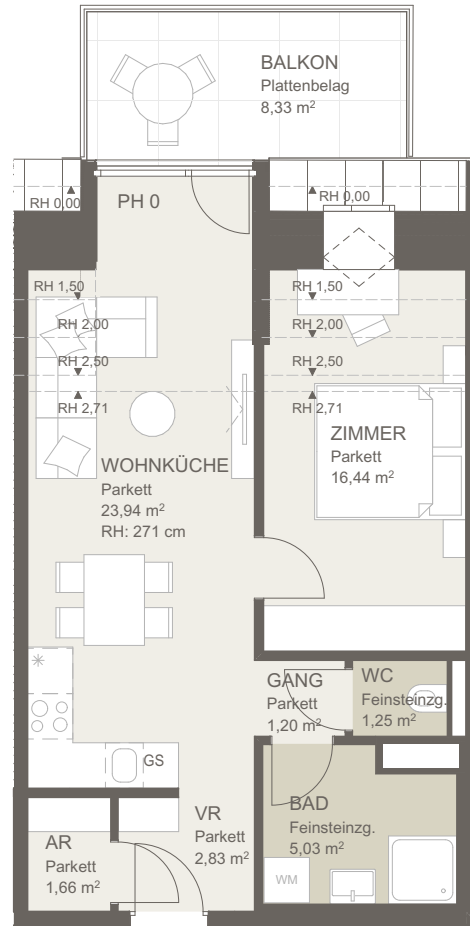 BALKON
Plattenbelag
8,33 m²
RH 0,00
PH 0
RH 0,00
RH 1,50
RH 2,00
RH 2,50
RH 2,71
RH 1,50
RH 2,00
RH 2,50
RH 2,71
ZIMMER
Parkett
16,44 m²
WOHNKÜCHE
Parkett
23,94 m²
RH: 271 cm
GANG
Parkett
1,20 m²
WC
Feinsteinzg.
1,25 m²
GS
VR
Parkett
2,83 m²
BAD
Feinsteinzg.
5,03 m²
AR
Parkett
1,66 m²
WM